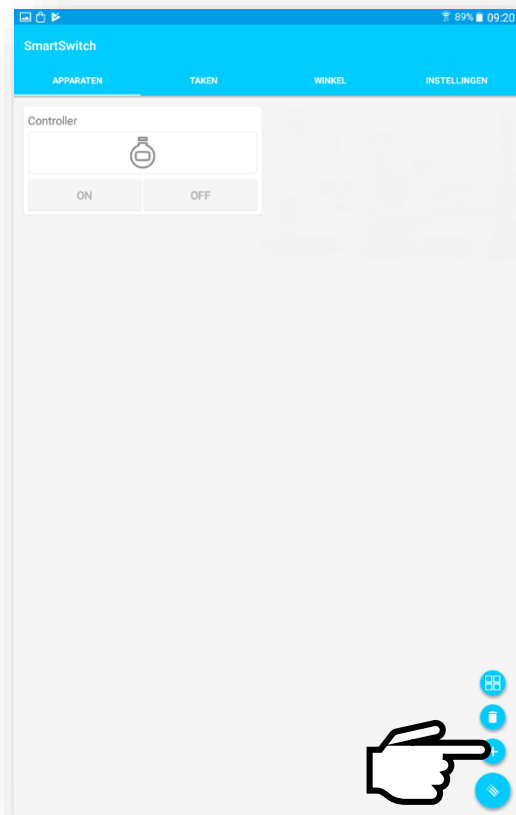 89% 09:20
SmartSwitch
APPARATEN TAKEN WINKEL INSTELLINGEN
Controller
ON OFF